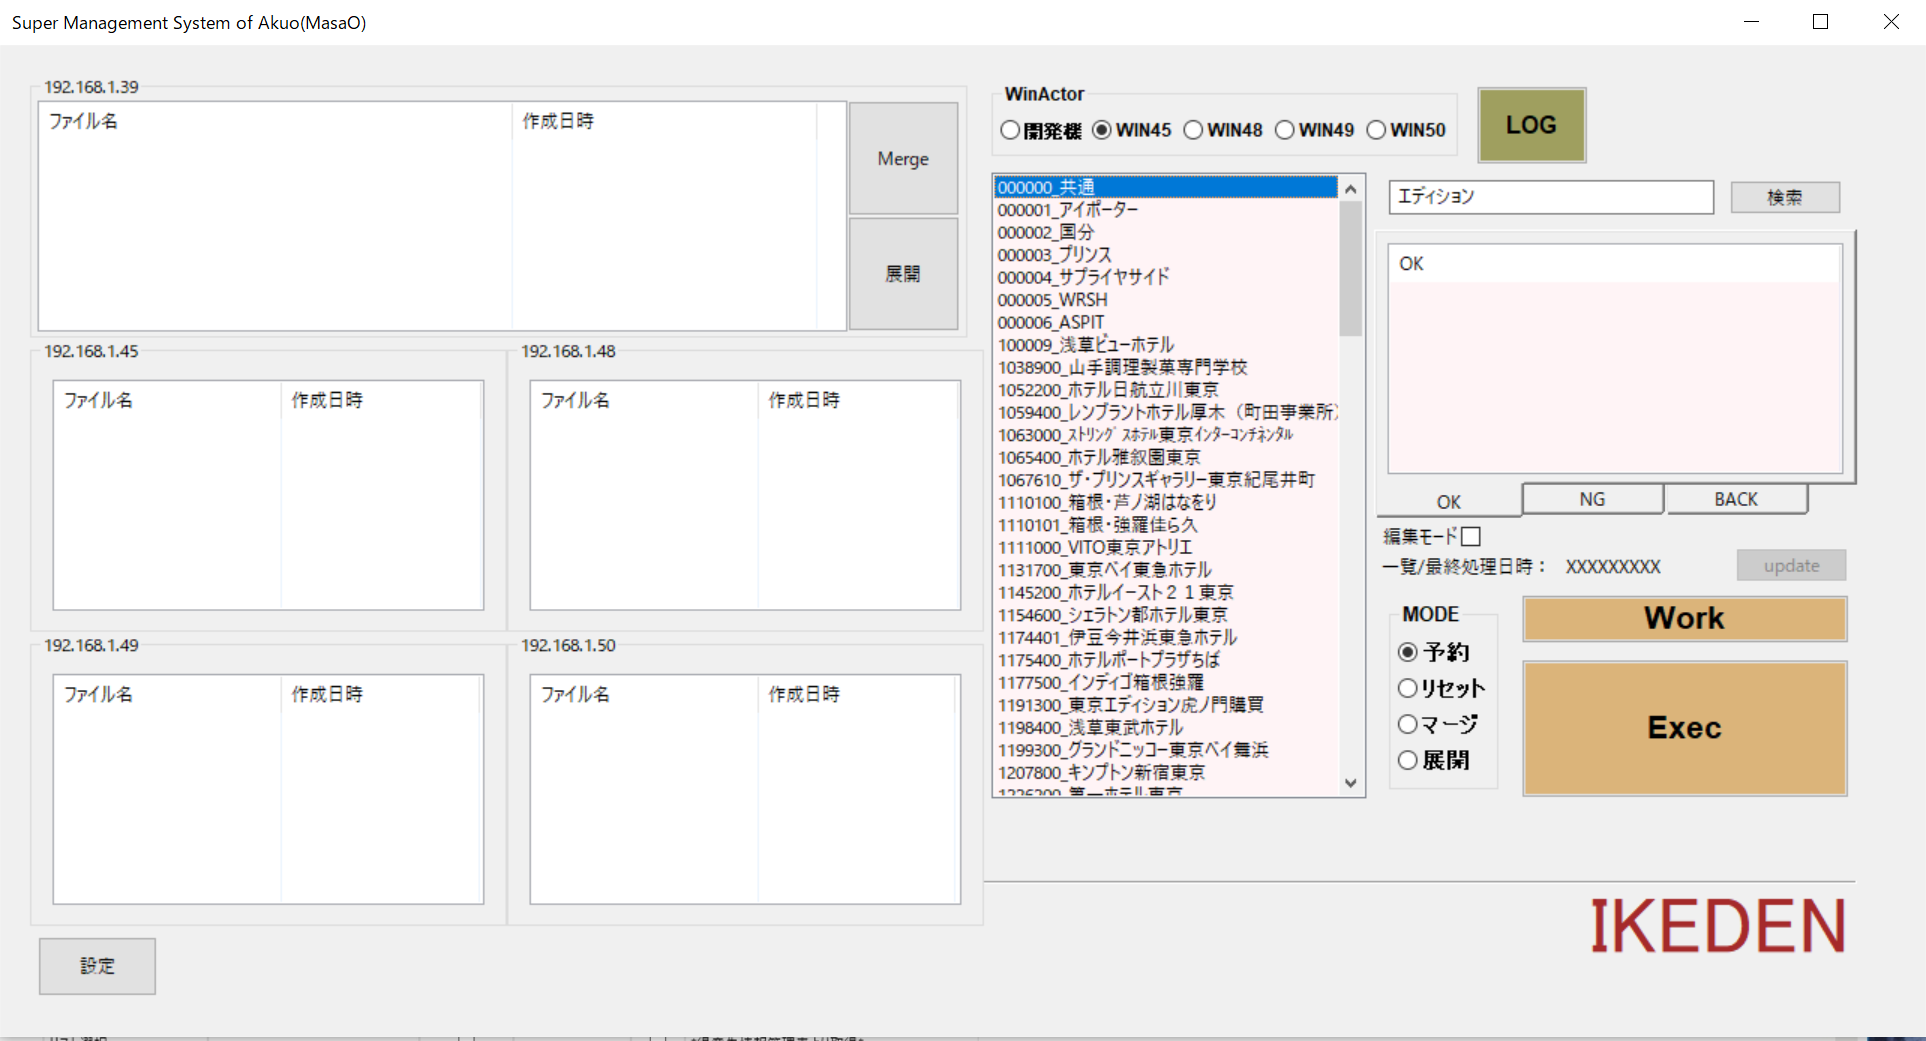 Super Management System of Akuo(MasaO)
192.168.1.39
ファイル名 作成日時
Merge
展開
192.168.1.45
ファイル名 作成日時
192.168.1.48
ファイル名 作成日時
192.168.1.49
ファイル名 作成日時
192.168.1.50
ファイル名 作成日時
設定
WinActor
開発機 WIN45 WIN48 WIN49 WIN50
LOG
000000_共通
000001_アイポーター
000002_国分
000003_プリンス
000004_サプライヤサイド
000005_WRSH
000006_ASPIT
100009_浅草ビューホテル
1038900_山手調理製菓専門学校
1052200_ホテル日航立川東京
1059400_レンブラントホテル厚木（町田事業所）
1063000_ｽﾄﾘﾝｸﾞｽﾎﾃﾙ東京ｲﾝﾀｰｺﾝﾁﾈﾝﾀﾙ
1065400_ホテル雅叙園東京
1067610_ザ・プリンスギャラリー東京紀尾井町
1110100_箱根・芦ノ湖はなをり
1110101_箱根・強羅佳ら久
1111000_VITO東京アトリエ
1131700_東京ベイ東急ホテル
1145200_ホテルイースト２１東京
1154600_シェラトン都ホテル東京
1174401_伊豆今井浜東急ホテル
1175400_ホテルポートプラザちば
1177500_インディゴ箱根強羅
1191300_東京エディション虎ノ門購買
1198400_浅草東武ホテル
1199300_グランドニッコー東京ベイ舞浜
1207800_キンプトン新宿東京
1226200_第一ホテル東京
エディション
検索
OK
OK NG BACK
編集モード
一覧/最終処理日時： XXXXXXXXX
update
MODE
予約
リセット
マージ
展開
Work
Exec
IKEDEN